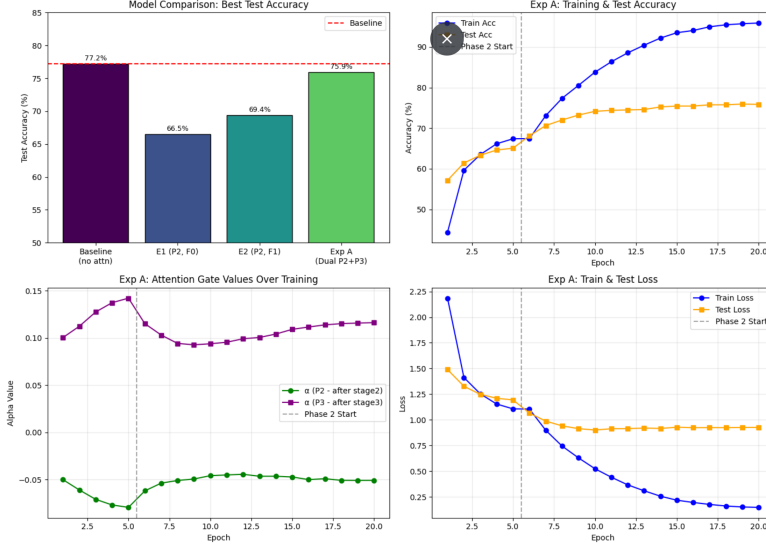 Model Comparison: Best Test Accuracy
85
80
75
70
65
60
55
50
Test Accuracy (%)
Baseline
77.2%
66.5%
69.4%
75.9%
Baseline
(no attn)
E1 (P2, F0)
E2 (P2, F1)
Exp A
(Dual P2+P3)
Exp A: Training & Test Accuracy
90
80
70
60
50
Accuracy (%)
Train Acc
Test Acc
Phase 2 Start
2.5
5.0
7.5
10.0
12.5
15.0
17.5
20.0
Epoch
Exp A: Attention Gate Values Over Training
0.15
0.10
0.05
0.00
−0.05
Alpha Value
α (P2 - after stage2)
α (P3 - after stage3)
Phase 2 Start
2.5
5.0
7.5
10.0
12.5
15.0
17.5
20.0
Epoch
Exp A: Train & Test Loss
2.25
2.00
1.75
1.50
1.25
1.00
0.75
0.50
0.25
Loss
Train Loss
Test Loss
Phase 2 Start
2.5
5.0
7.5
10.0
12.5
15.0
17.5
20.0
Epoch